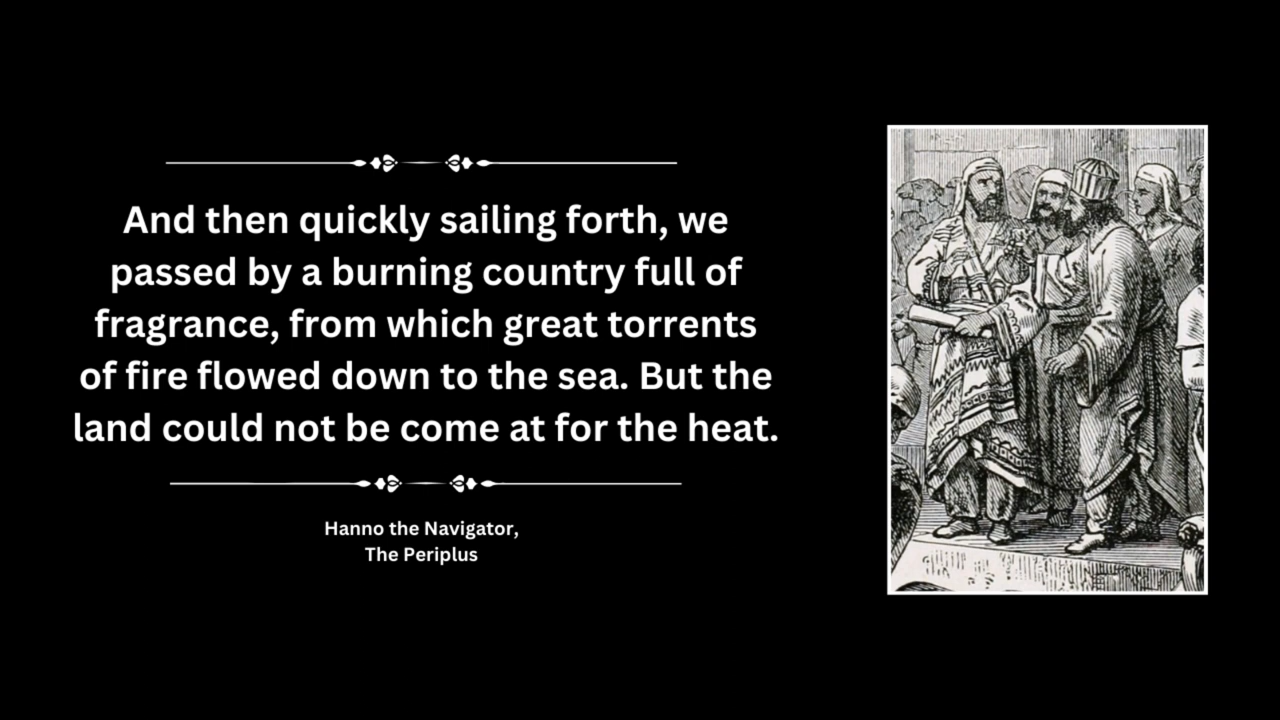 And then quickly sailing forth, we
passed by a burning country full of
fragrance, from which great torrents
of fire flowed down to the sea. But the
land could not be come at for the heat.
Hanno the Navigator,
The Periplus